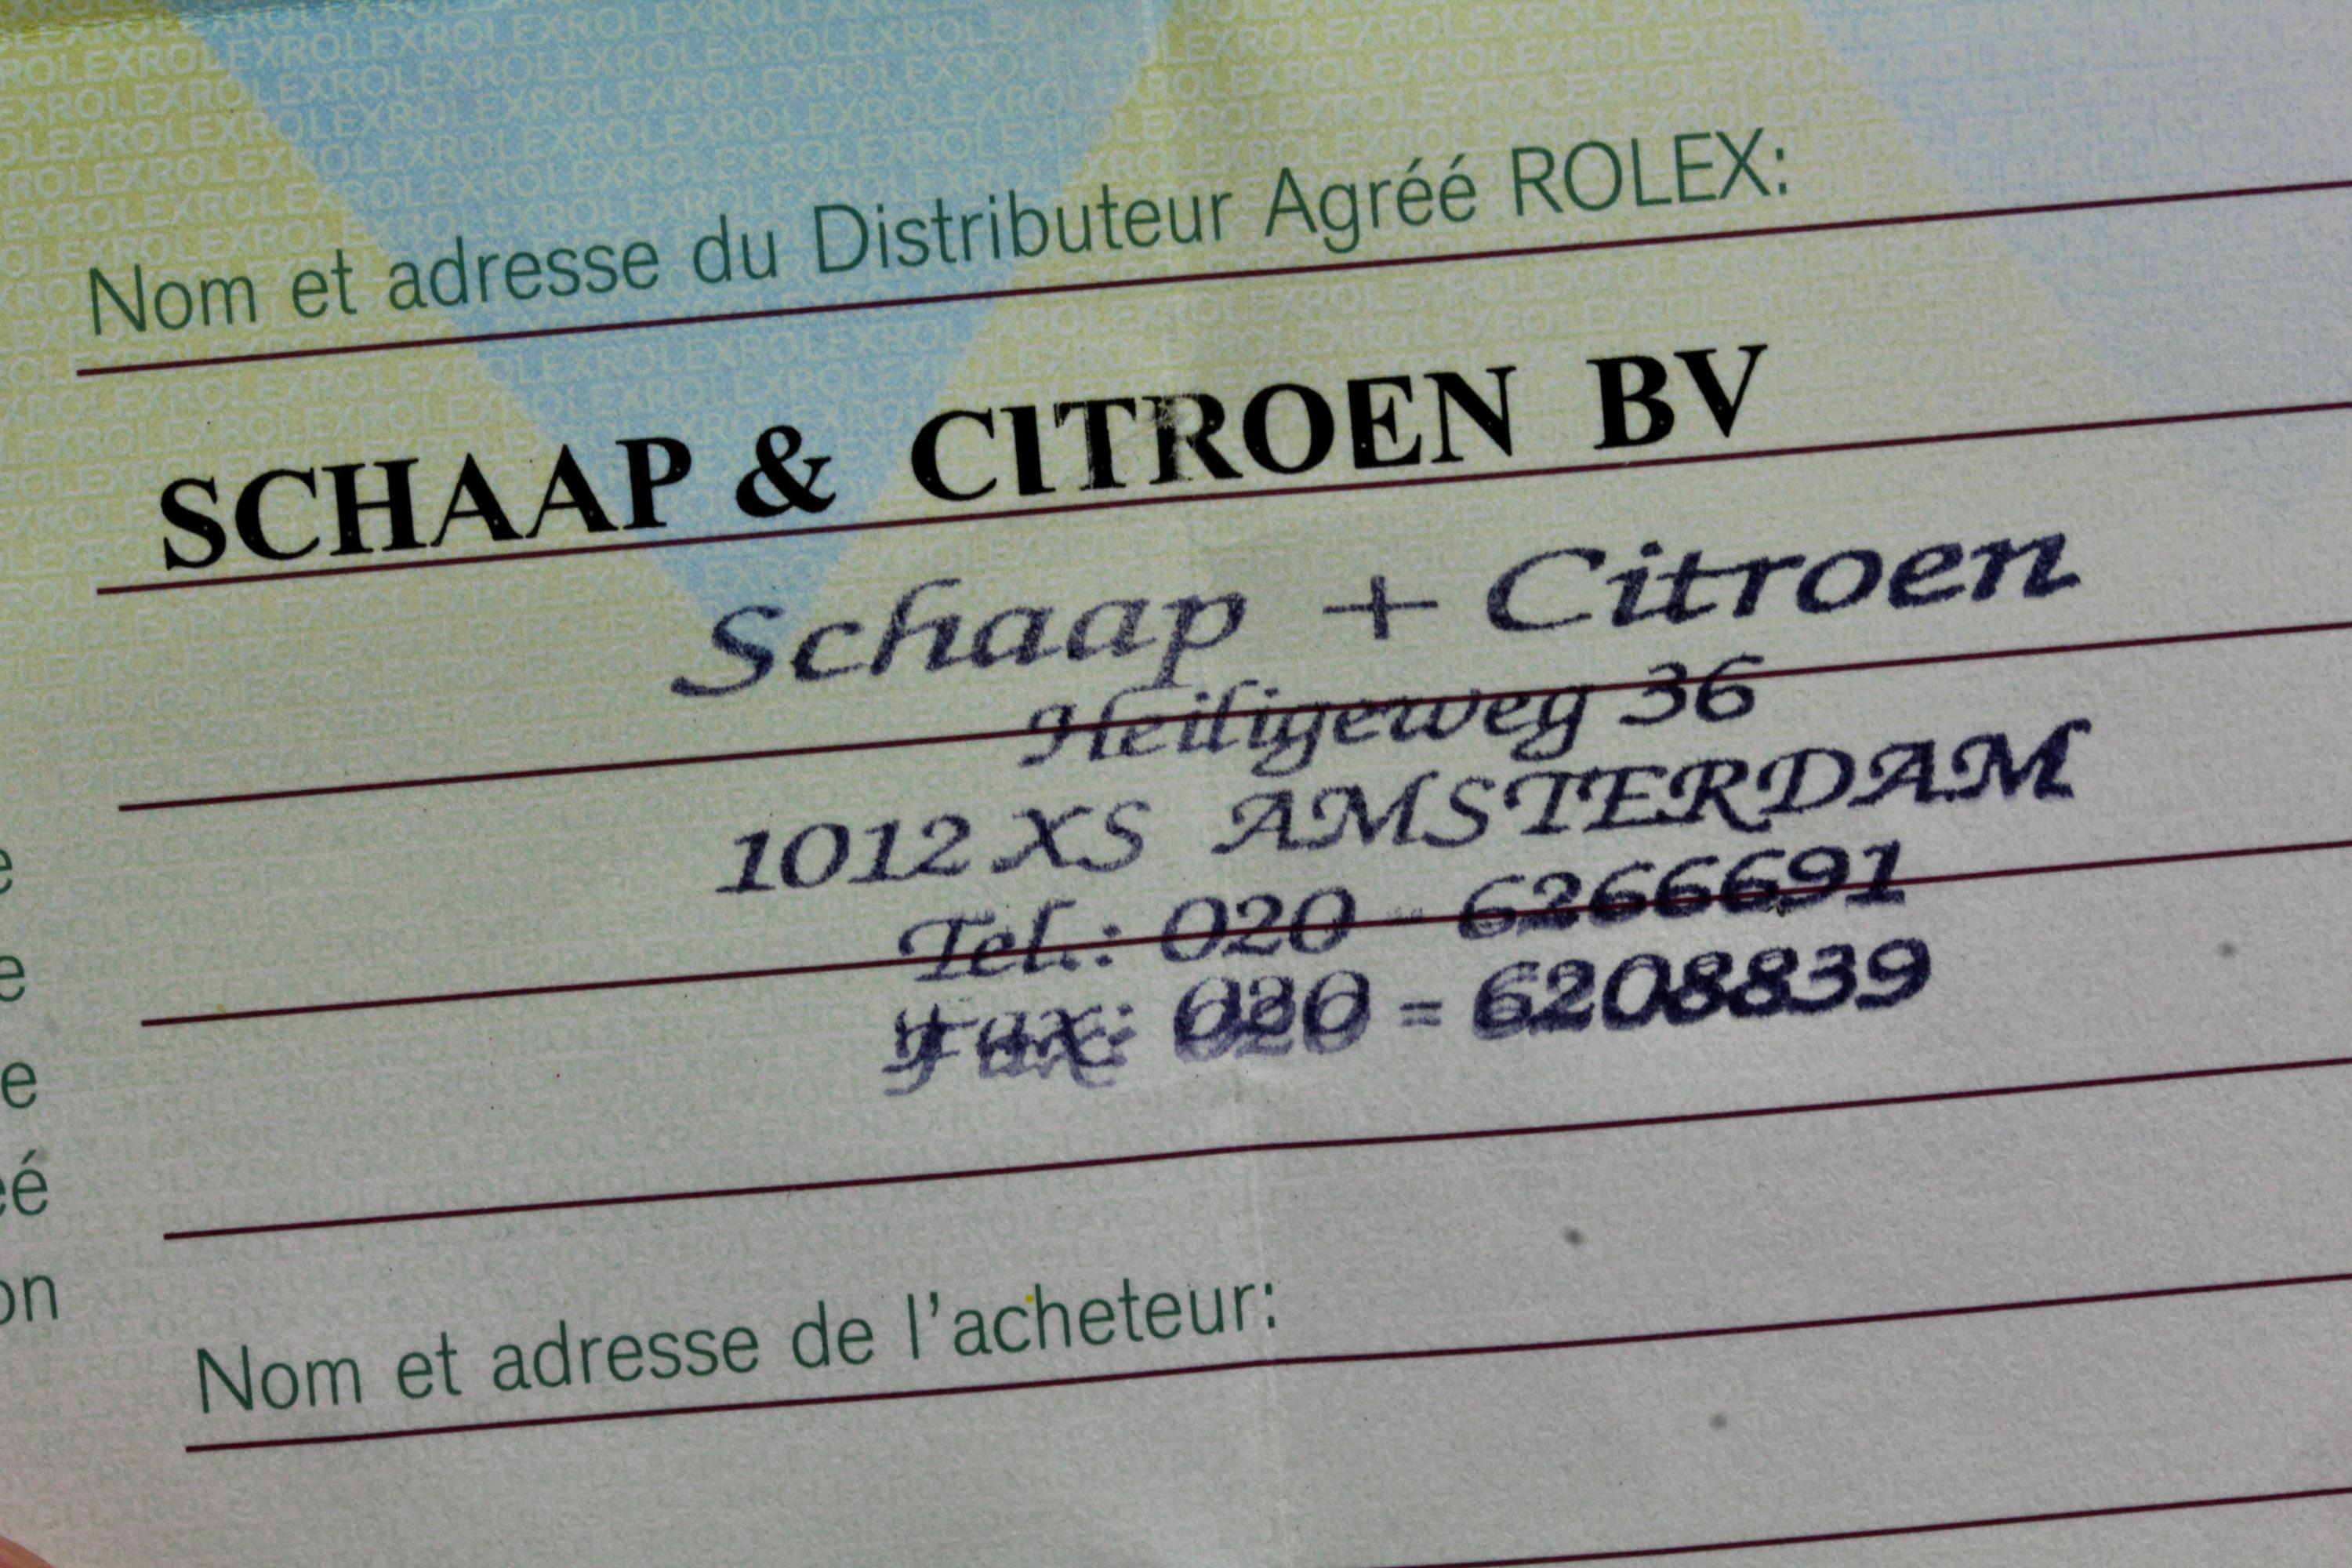 Nom et adresse du Distributeur Agréé ROLEX:
SCHAAP & CITROEN BV
Schaap + Citroen
Heiligeweg 36
1012 XS AMSTERDAM
Tel.: 020 - 6266691
Fax: 020 = 6208839
Nom et adresse de l'acheteur: